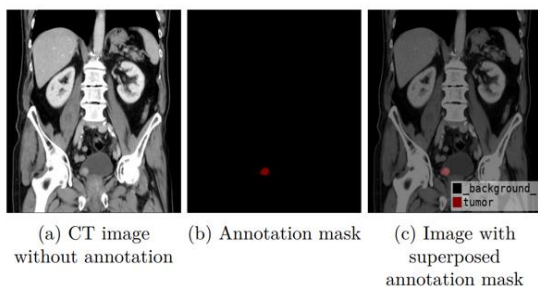 _background_
tumor
(a) CT image
without annotation
(b) Annotation mask
(c) Image with
superposed
annotation mask